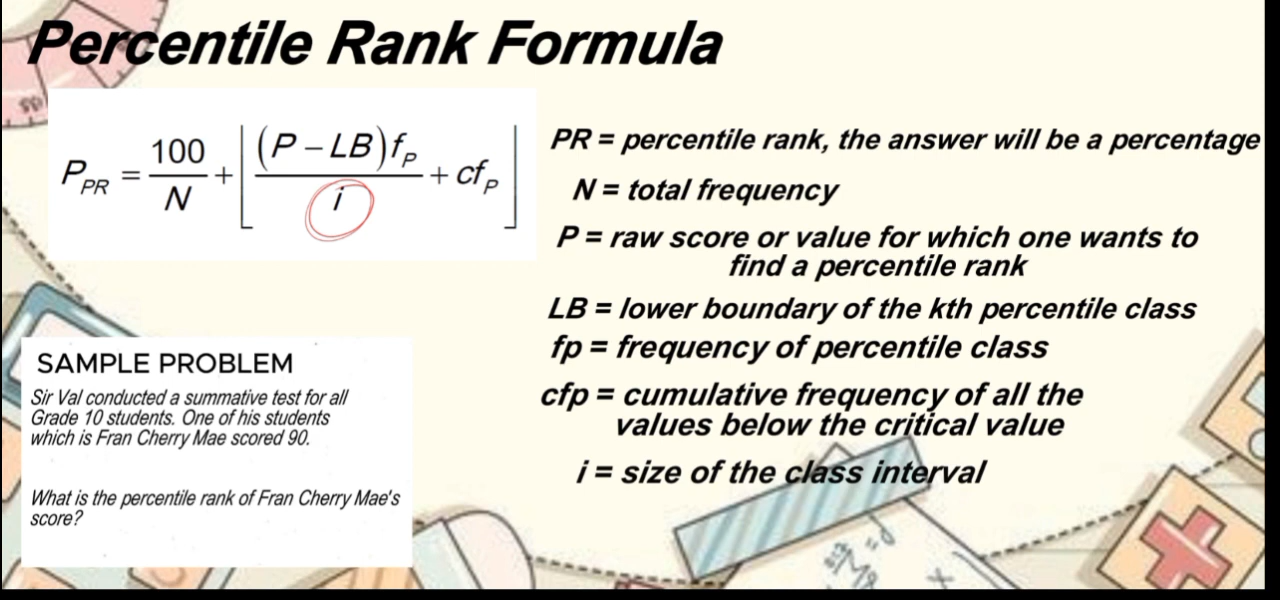 Percentile Rank Formula
P_PR = 100/N + [ (P – LB) f_P / i + cf_P ]
PR = percentile rank, the answer will be a percentage
N = total frequency
P = raw score or value for which one wants to
find a percentile rank
LB = lower boundary of the kth percentile class
fp = frequency of percentile class
cfp = cumulative frequency of all the
values below the critical value
i = size of the class interval
SAMPLE PROBLEM
Sir Val conducted a summative test for all
Grade 10 students. One of his students
which is Fran Cherry Mae scored 90.
What is the percentile rank of Fran Cherry Mae's
score?